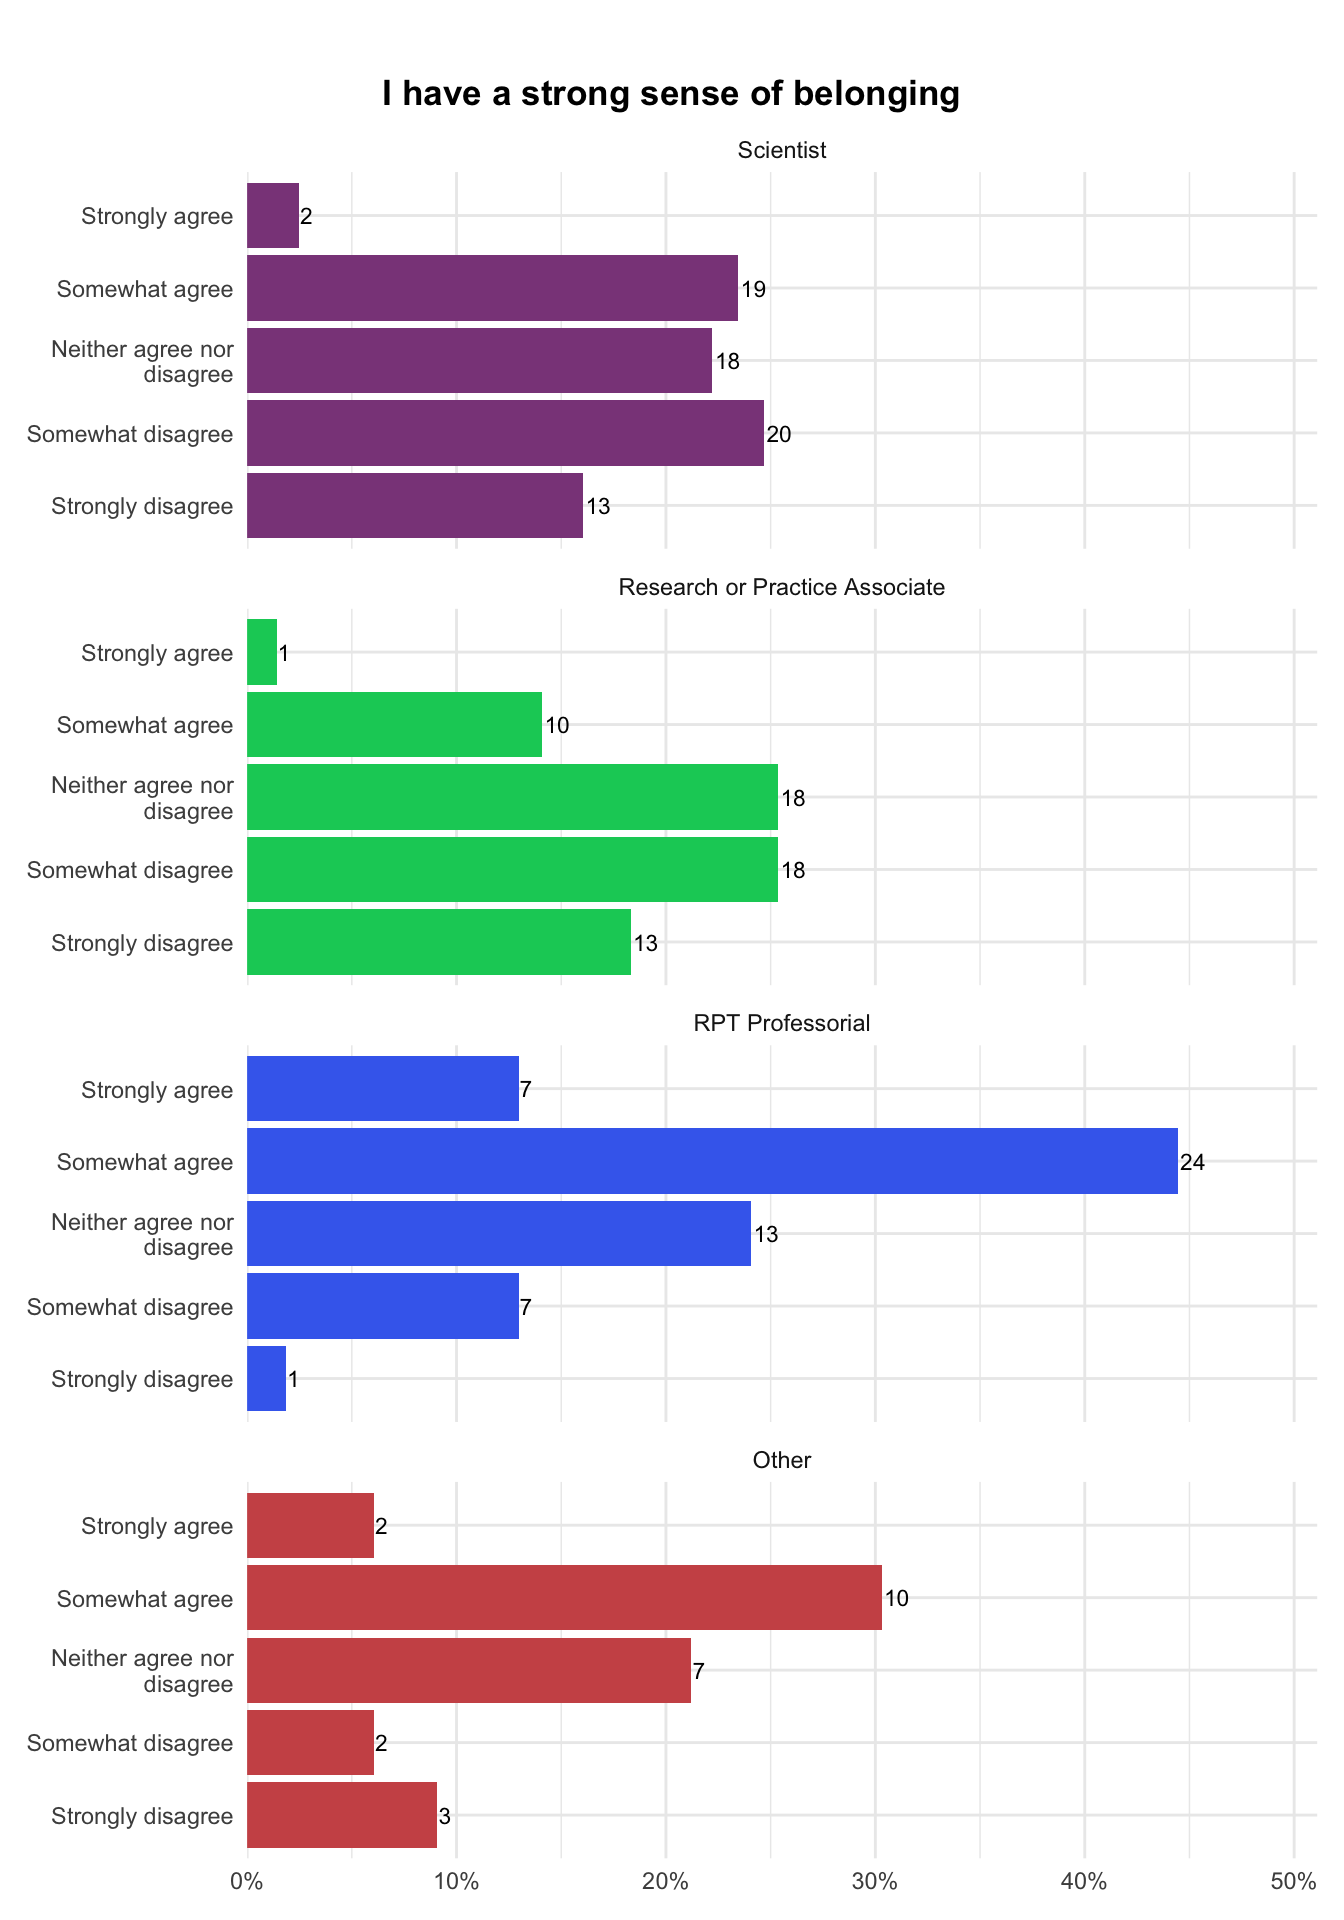 I have a strong sense of belonging
Scientist
Strongly agree
2
Somewhat agree
19
Neither agree nor
disagree
18
Somewhat disagree
20
Strongly disagree
13
Research or Practice Associate
Strongly agree
1
Somewhat agree
10
Neither agree nor
disagree
18
Somewhat disagree
18
Strongly disagree
13
RPT Professorial
Strongly agree
7
Somewhat agree
24
Neither agree nor
disagree
13
Somewhat disagree
7
Strongly disagree
1
Other
Strongly agree
2
Somewhat agree
10
Neither agree nor
disagree
7
Somewhat disagree
2
Strongly disagree
3
0% 10% 20% 30% 40% 50%